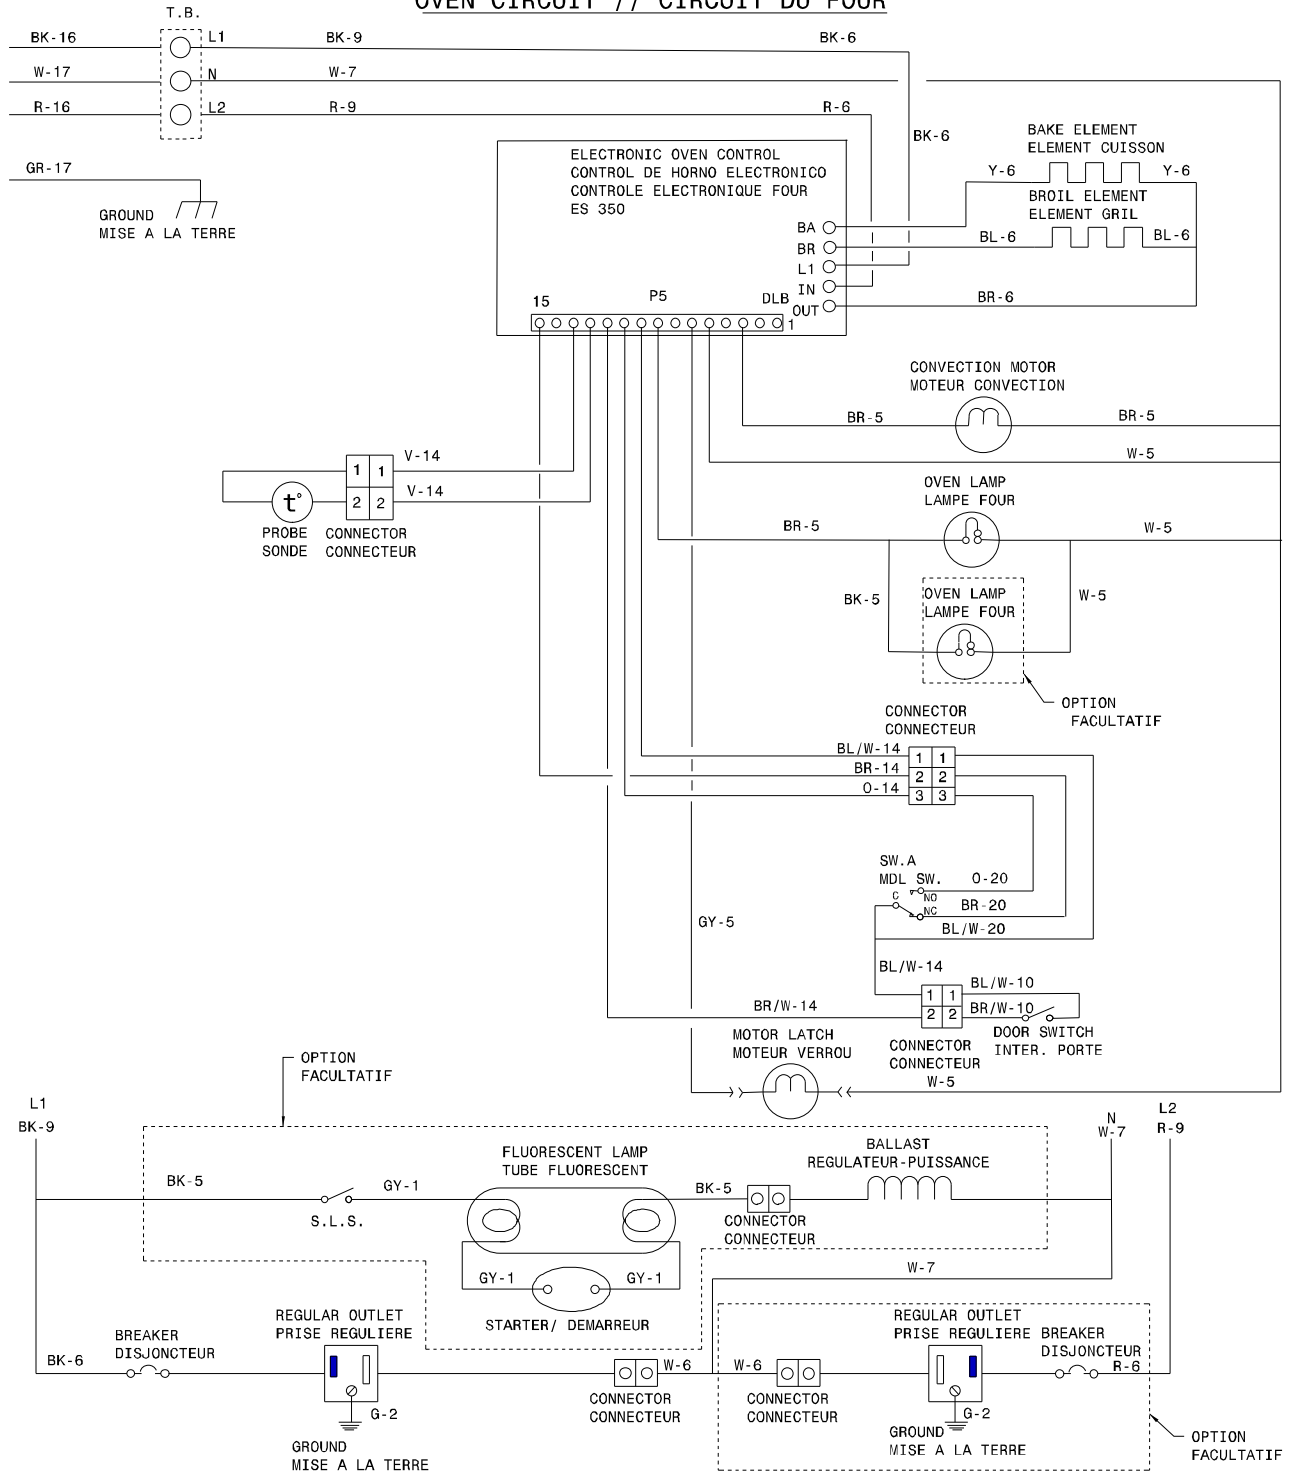 OVEN CIRCUIT // CIRCUIT DU FOUR
T.B.
BK-16
L1
BK-9
BK-6
W-17
N
W-7
R-16
L2
R-9
R-6
BK-6
GR-17
GROUND
MISE A LA TERRE
ELECTRONIC OVEN CONTROL
CONTROL DE HORNO ELECTRONICO
CONTROLE ELECTRONIQUE FOUR
ES 350
BA
BR
L1
IN
DLB
OUT
15
P5
1
BAKE ELEMENT
ELEMENT CUISSON
Y-6
Y-6
BROIL ELEMENT
ELEMENT GRIL
BL-6
BL-6
BR-6
CONVECTION MOTOR
MOTEUR CONVECTION
BR-5
BR-5
W-5
V-14
1 1
V-14
2 2
t°
PROBE
SONDE
CONNECTOR
CONNECTEUR
OVEN LAMP
LAMPE FOUR
BR-5
W-5
BK-5
OVEN LAMP
LAMPE FOUR
W-5
OPTION
FACULTATIF
CONNECTOR
CONNECTEUR
BL/W-14
1 1
BR-14
2 2
O-14
3 3
SW.A
MDL SW.
O-20
C
NO
BR-20
NC
BL/W-20
GY-5
BL/W-14
BL/W-10
1 1
BR/W-14
2 2
BR/W-10
DOOR SWITCH
INTER. PORTE
CONNECTOR
CONNECTEUR
MOTOR LATCH
MOTEUR VERROU
W-5
OPTION
FACULTATIF
L1
BK-9
N
W-7
L2
R-9
BK-5
S.L.S.
GY-1
FLUORESCENT LAMP
TUBE FLUORESCENT
BK-5
CONNECTOR
CONNECTEUR
BALLAST
REGULATEUR-PUISSANCE
GY-1
GY-1
STARTER/ DEMARREUR
W-7
BK-6
BREAKER
DISJONCTEUR
REGULAR OUTLET
PRISE REGULIERE
G-2
GROUND
MISE A LA TERRE
W-6
CONNECTOR
CONNECTEUR
W-6
CONNECTOR
CONNECTEUR
REGULAR OUTLET
PRISE REGULIERE
BREAKER
DISJONCTEUR
R-6
G-2
GROUND
MISE A LA TERRE
OPTION
FACULTATIF